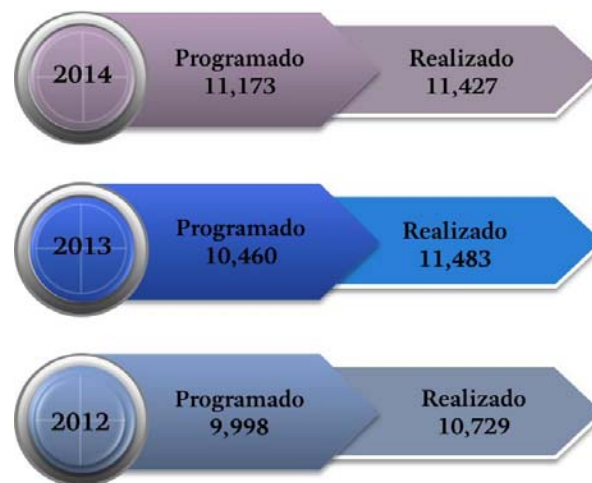 2014
Programado
11,173
Realizado
11,427
2013
Programado
10,460
Realizado
11,483
2012
Programado
9,998
Realizado
10,729